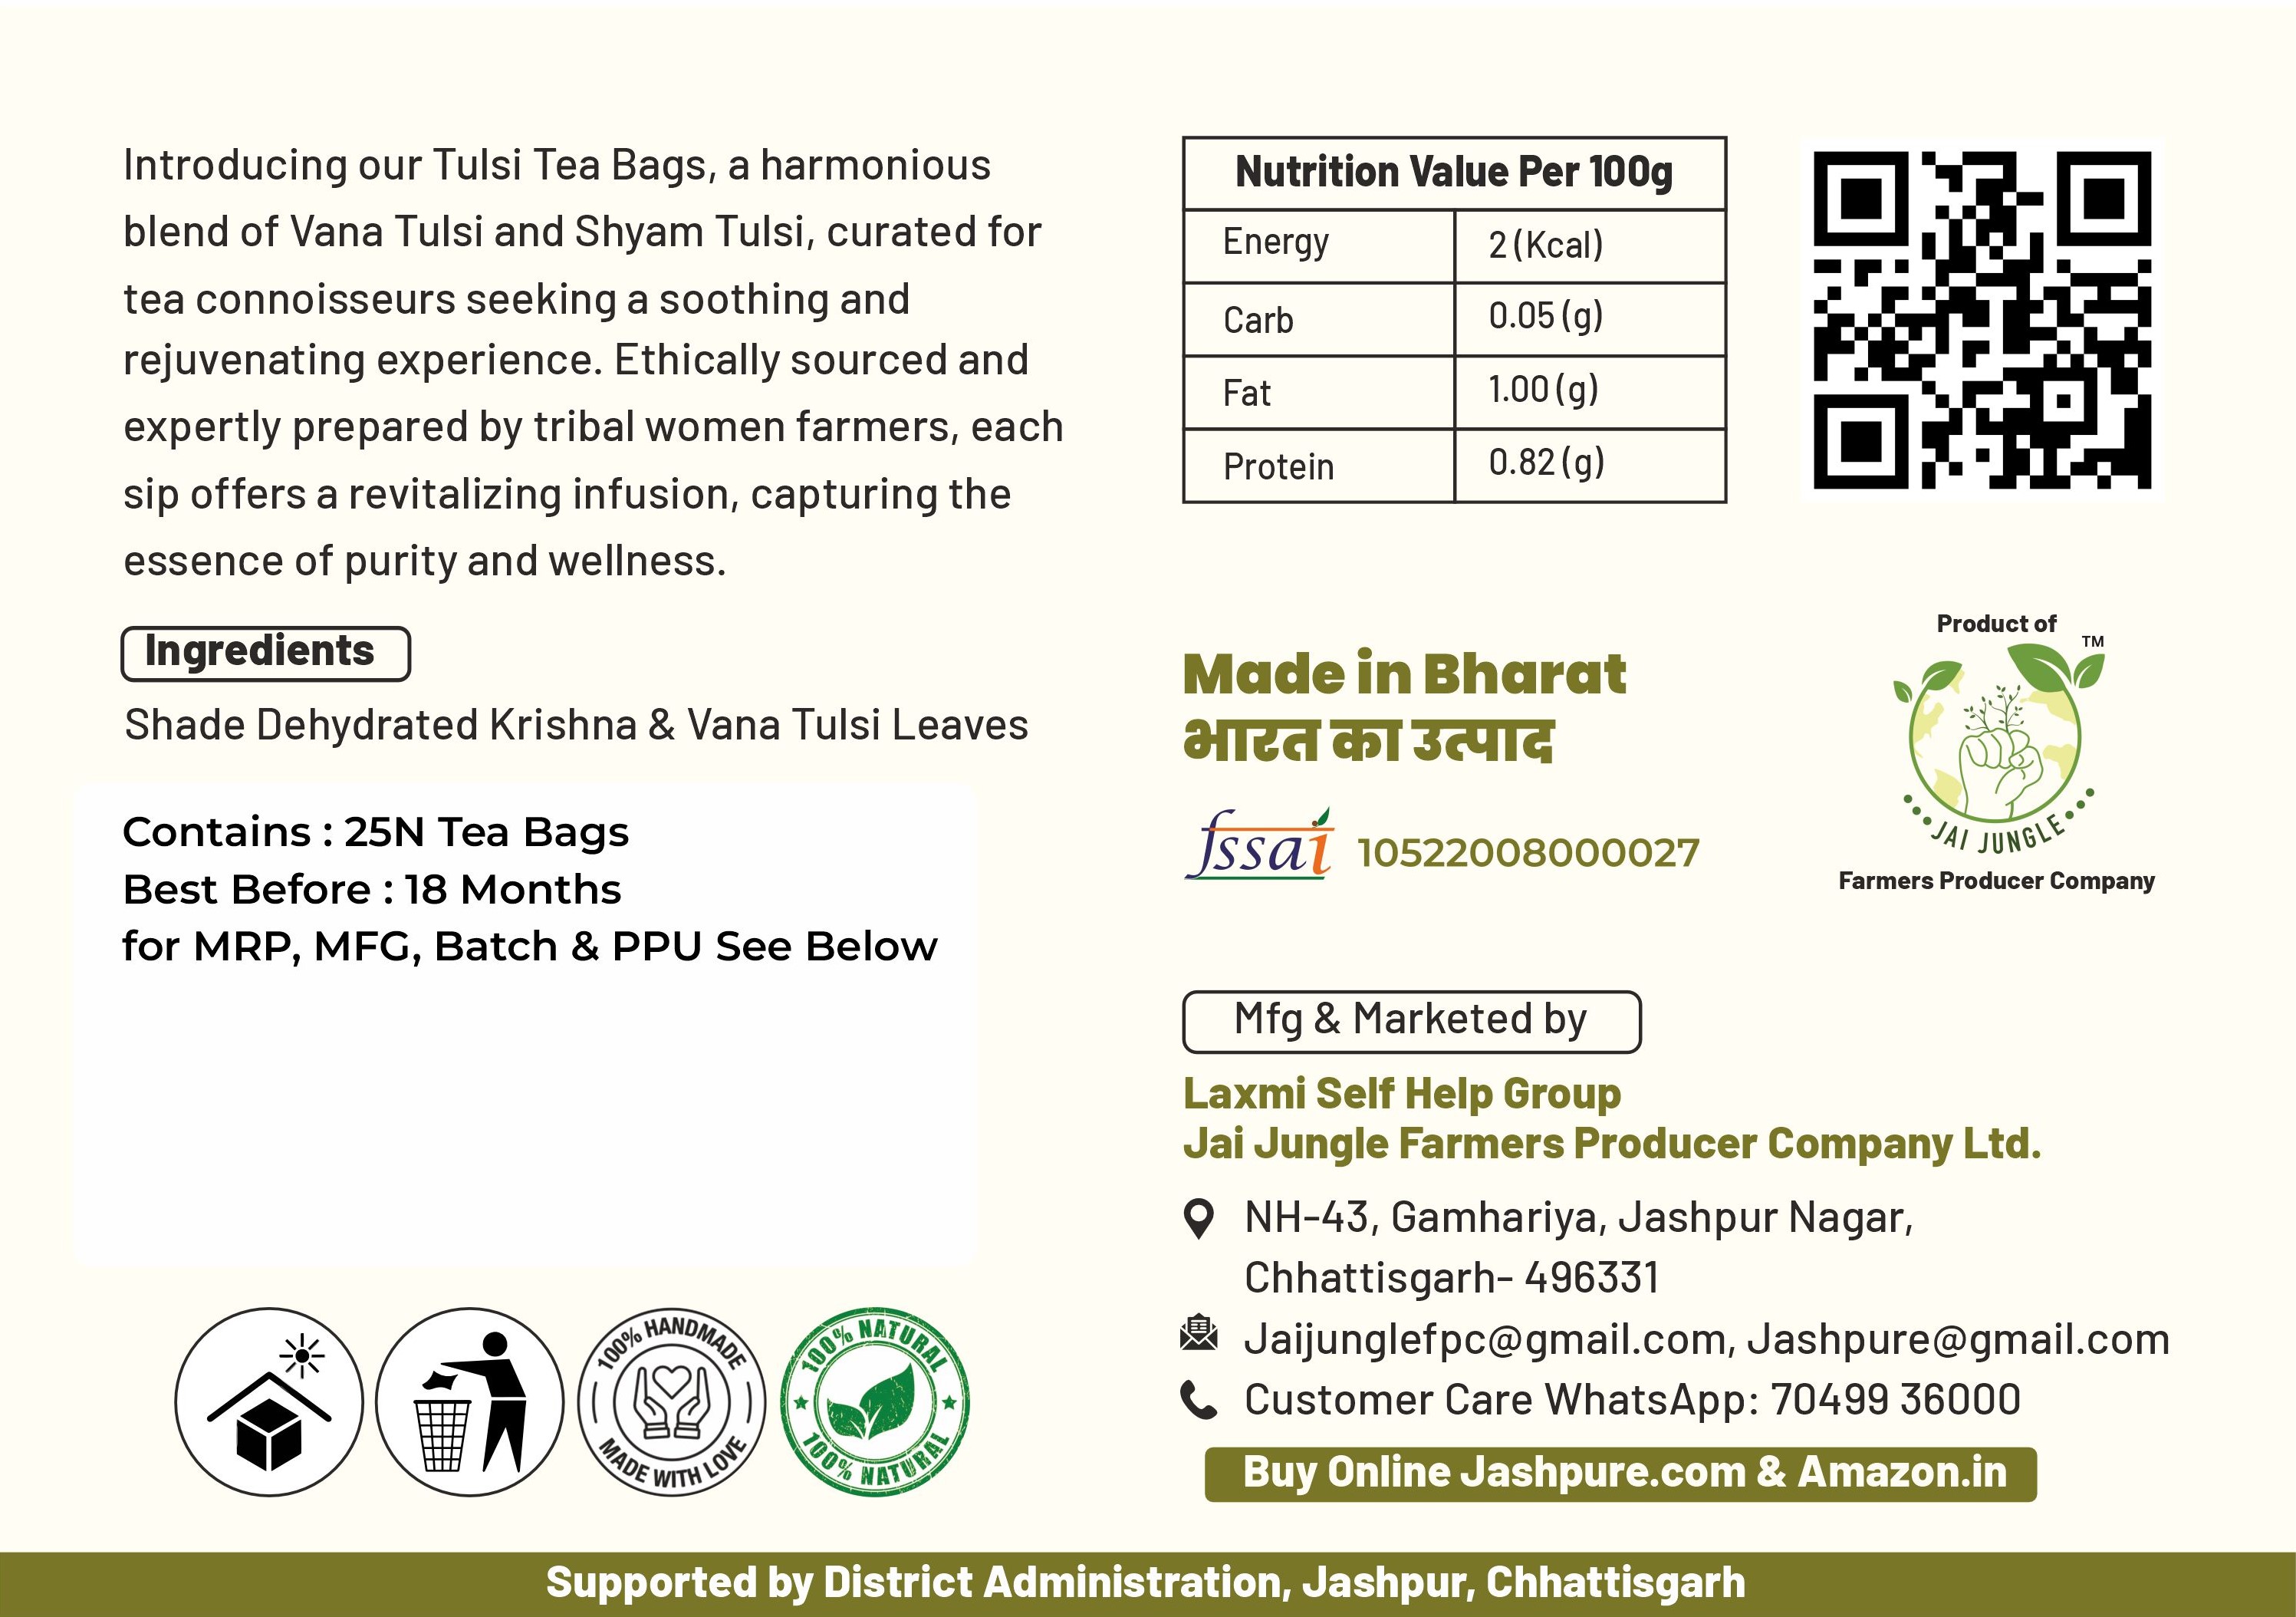 Introducing our Tulsi Tea Bags, a harmonious
blend of Vana Tulsi and Shyam Tulsi, curated for
tea connoisseurs seeking a soothing and
rejuvenating experience. Ethically sourced and
expertly prepared by tribal women farmers, each
sip offers a revitalizing infusion, capturing the
essence of purity and wellness.
Ingredients
Shade Dehydrated Krishna & Vana Tulsi Leaves
Contains : 25N Tea Bags
Best Before : 18 Months
for MRP, MFG, Batch & PPU See Below
100% HANDMADE
MADE WITH LOVE
100% NATURAL
100% NATURAL
Nutrition Value Per 100g
Energy 2 (Kcal)
Carb 0.05 (g)
Fat 1.00 (g)
Protein 0.82 (g)
Made in Bharat
भारत का उत्पाद
fssai 10522008000027
Product of
TM
JAI JUNGLE
Farmers Producer Company
Mfg & Marketed by
Laxmi Self Help Group
Jai Jungle Farmers Producer Company Ltd.
NH-43, Gamhariya, Jashpur Nagar,
Chhattisgarh- 496331
Jaijunglefpc@gmail.com, Jashpure@gmail.com
Customer Care WhatsApp: 70499 36000
Buy Online Jashpure.com & Amazon.in
Supported by District Administration, Jashpur, Chhattisgarh